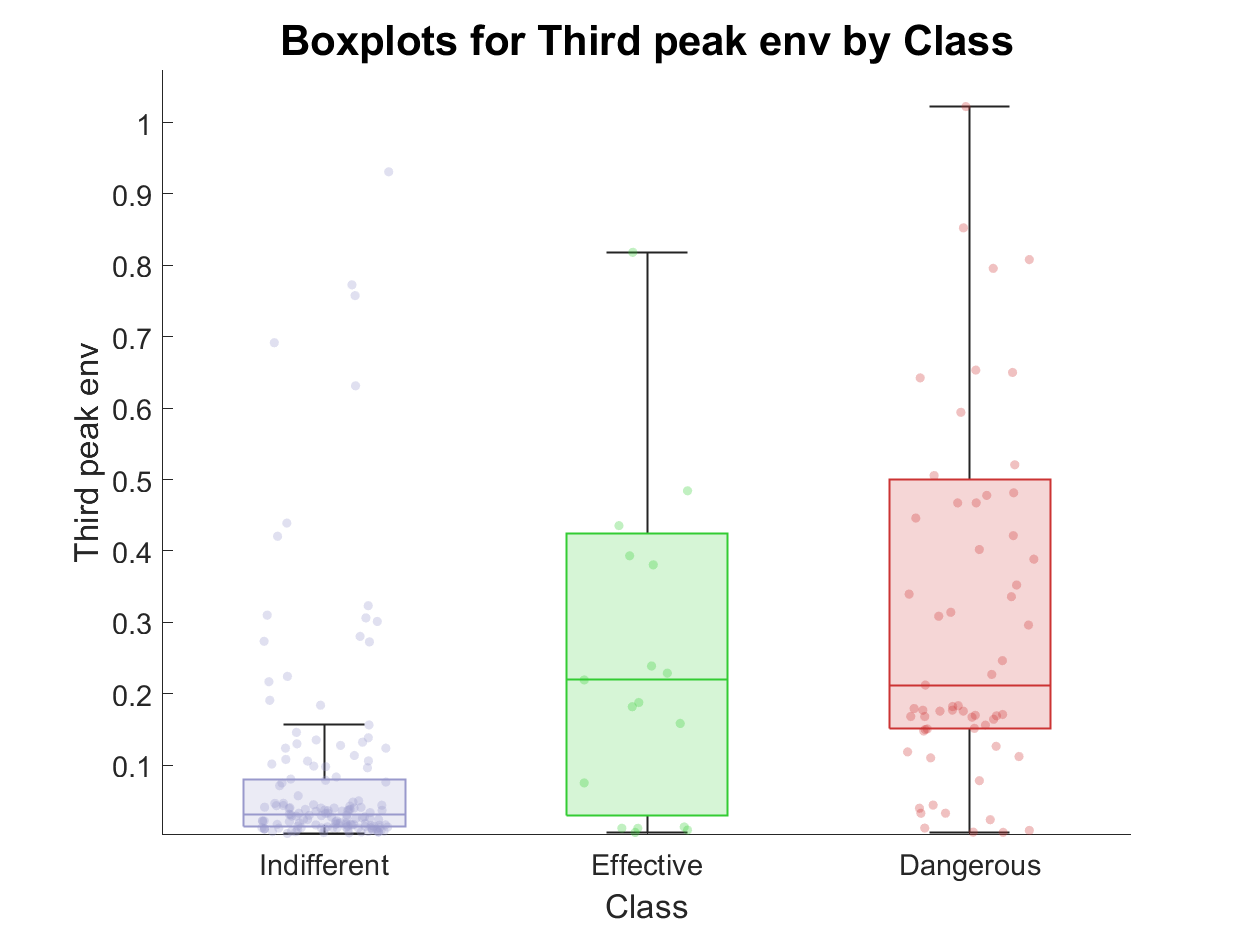 Boxplots for Third peak env by Class
Third peak env
1
0.9
0.8
0.7
0.6
0.5
0.4
0.3
0.2
0.1
Indifferent Effective Dangerous
Class